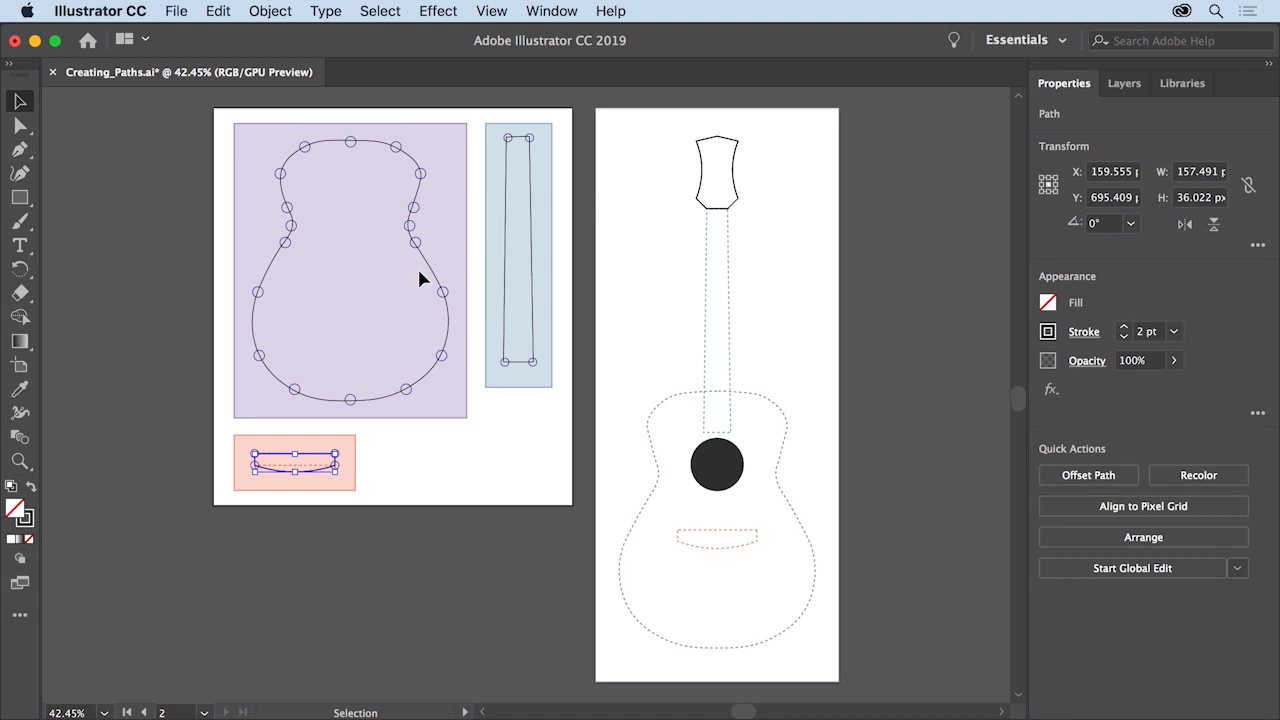 Illustrator CC File Edit Object Type Select Effect View Window Help
Adobe Illustrator CC 2019
Essentials
Search Adobe Help
Creating_Paths.ai* @ 42.45% (RGB/GPU Preview)
Properties Layers Libraries
Path
Transform
X: 159.555 W: 157.491
Y: 695.409 H: 36.022 px
0°
Appearance
Fill
Stroke 2 pt
Opacity 100%
fx.
Quick Actions
Offset Path Recolor
Align to Pixel Grid
Arrange
Start Global Edit
42.45% 2 Selection